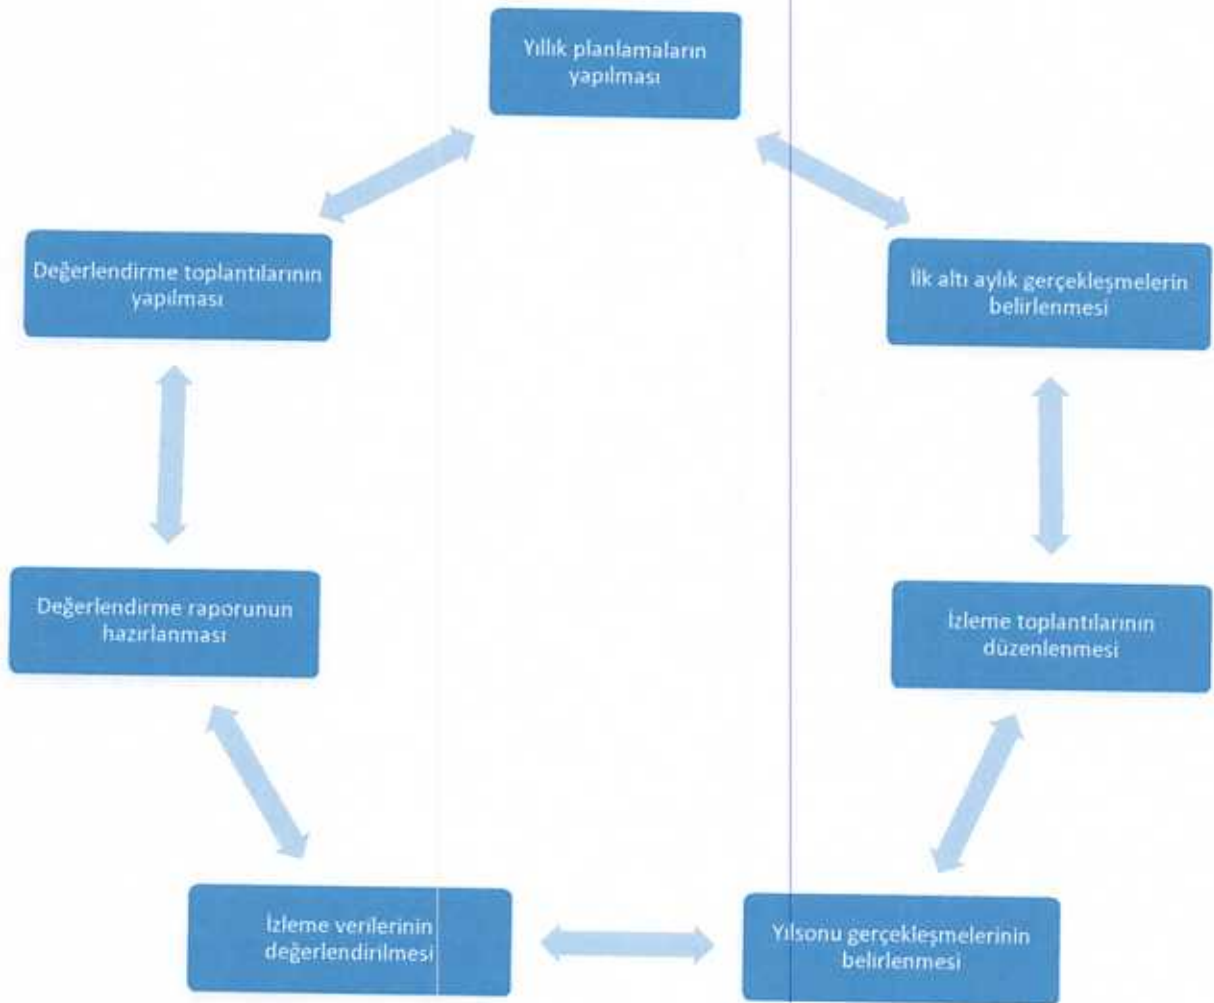 Yıllık planlamaların
yapılması
İlk altı aylık gerçekleşmelerin
belirlenmesi
İzleme toplantılarının
düzenlenmesi
Yılsonu gerçekleşmelerinin
belirlenmesi
İzleme verilerinin
değerlendirilmesi
Değerlendirme raporunun
hazırlanması
Değerlendirme toplantılarının
yapılması